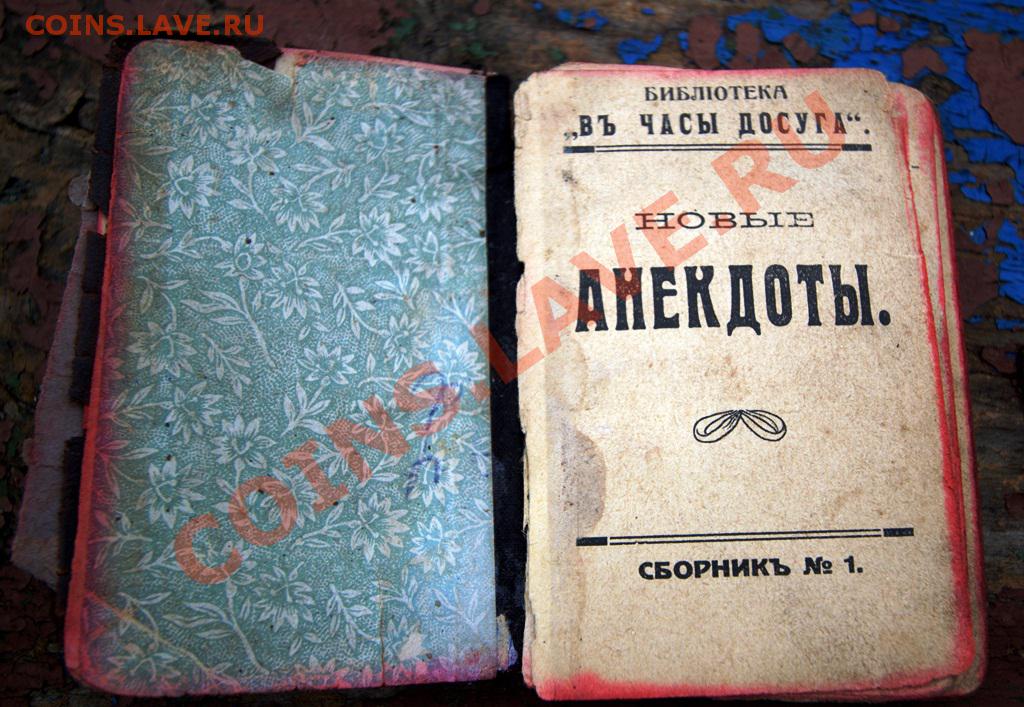 COINS.LAVE.RU
БИБЛІОТЕКА
„ВЪ ЧАСЫ ДОСУГА“.
НОВЫЕ
АНЕКДОТЫ.
СБОРНИКЪ № 1.
COINS.LAVE.RU